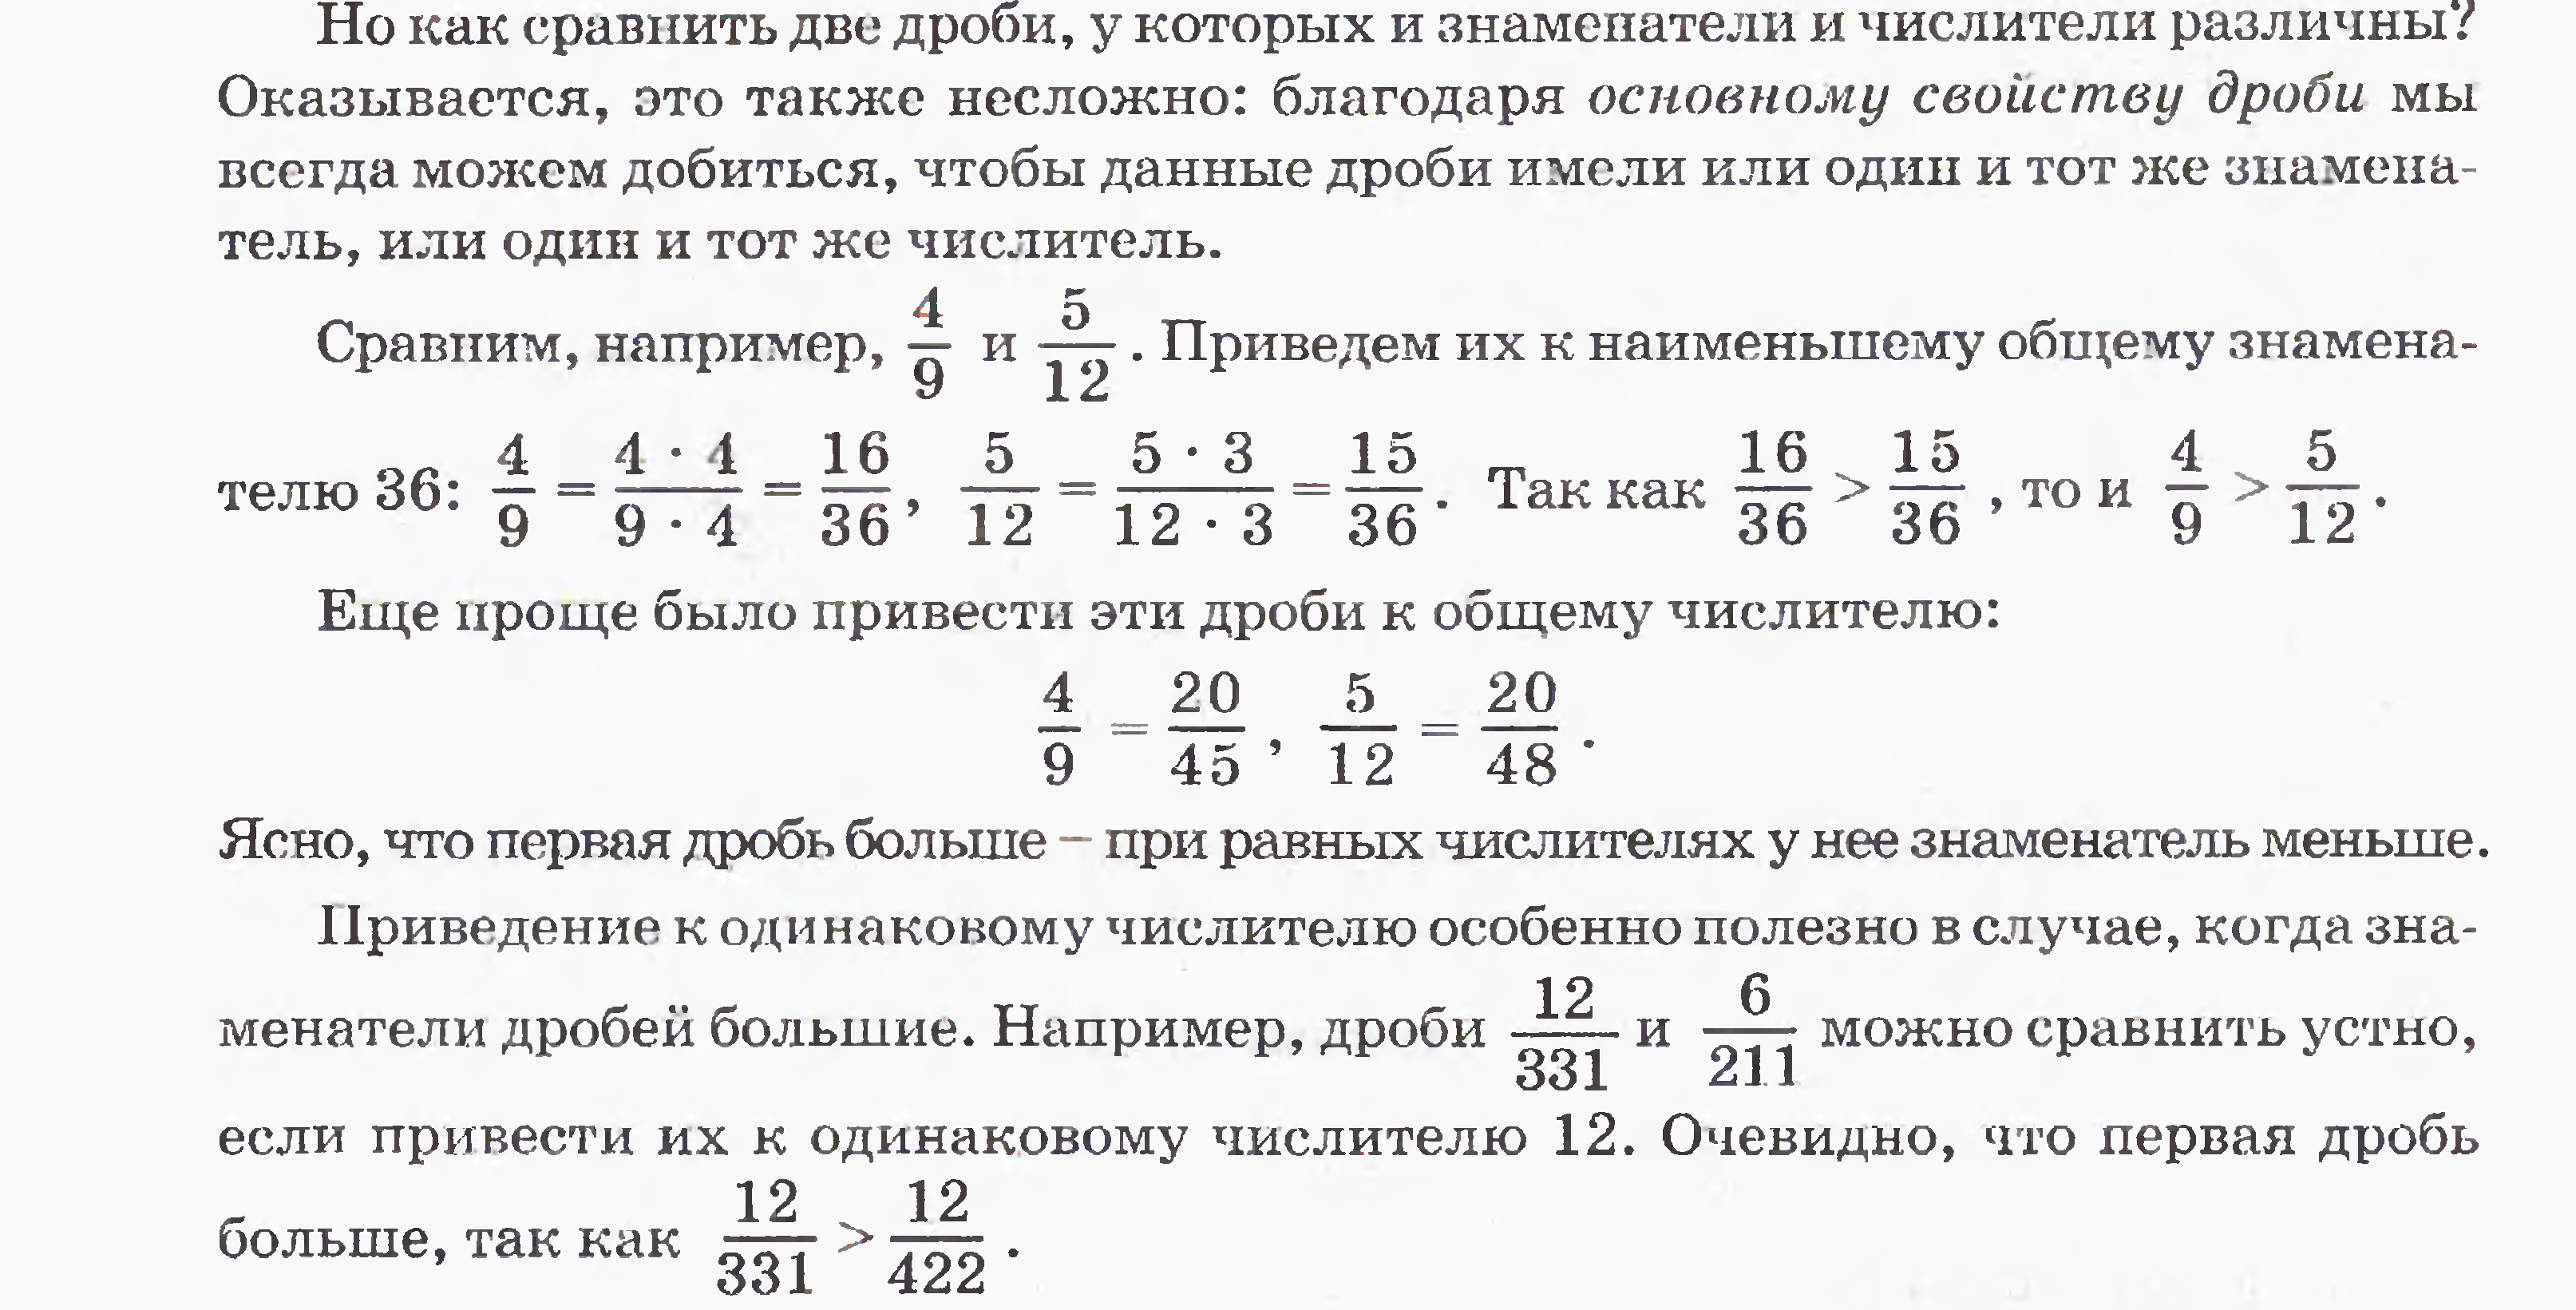 Но как сравнить две дроби, у которых и знаменатели и числители различны?
Оказывается, это также несложно: благодаря основному свойству дроби мы
всегда можем добиться, чтобы данные дроби имели или один и тот же знамена-
тель, или один и тот же числитель.
Сравним, например, 4/9 и 5/12. Приведем их к наименьшему общему знамена-
телю 36: 4/9 = (4 · 4)/(9 · 4) = 16/36, 5/12 = (5 · 3)/(12 · 3) = 15/36. Так как 16/36 > 15/36, то и 4/9 > 5/12.
Еще проще было привести эти дроби к общему числителю:
4/9 = 20/45, 5/12 = 20/48.
Ясно, что первая дробь больше – при равных числителях у нее знаменатель меньше.
Приведение к одинаковому числителю особенно полезно в случае, когда зна-
менатели дробей большие. Например, дроби 12/331 и 6/211 можно сравнить устно,
если привести их к одинаковому числителю 12. Очевидно, что первая дробь
больше, так как 12/331 > 12/422.